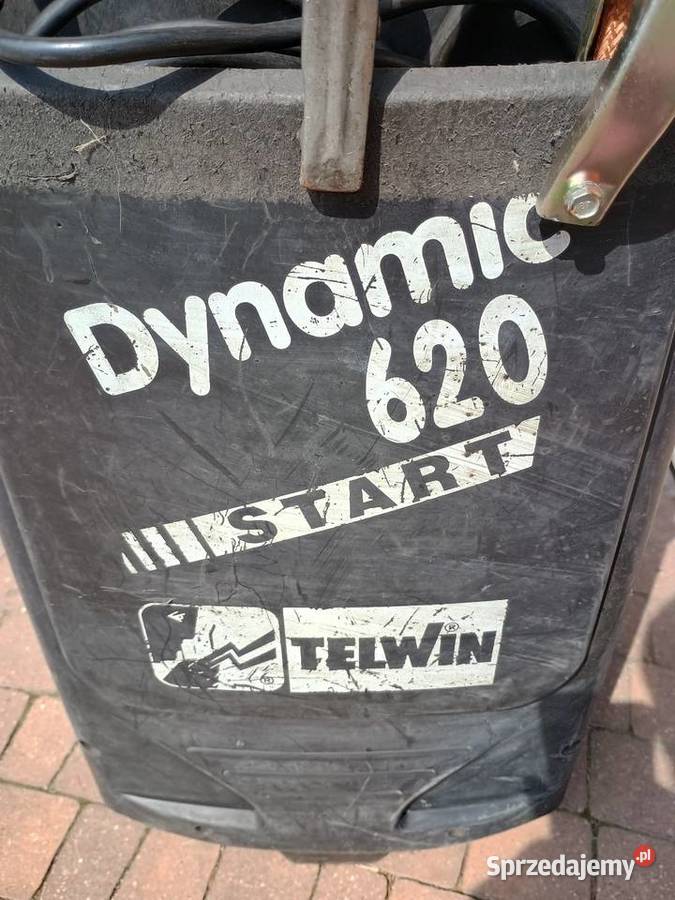 Dynamic
620
START
TELWIN®
®
Sprzedajemy.pl